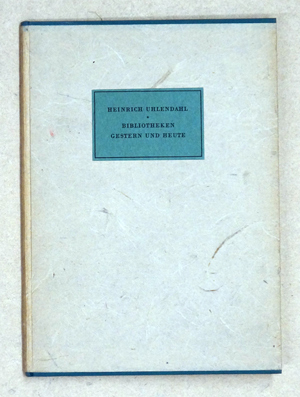 HEINRICH UHLENDAHL
•
BIBLIOTHEKEN
GESTERN UND HEUTE